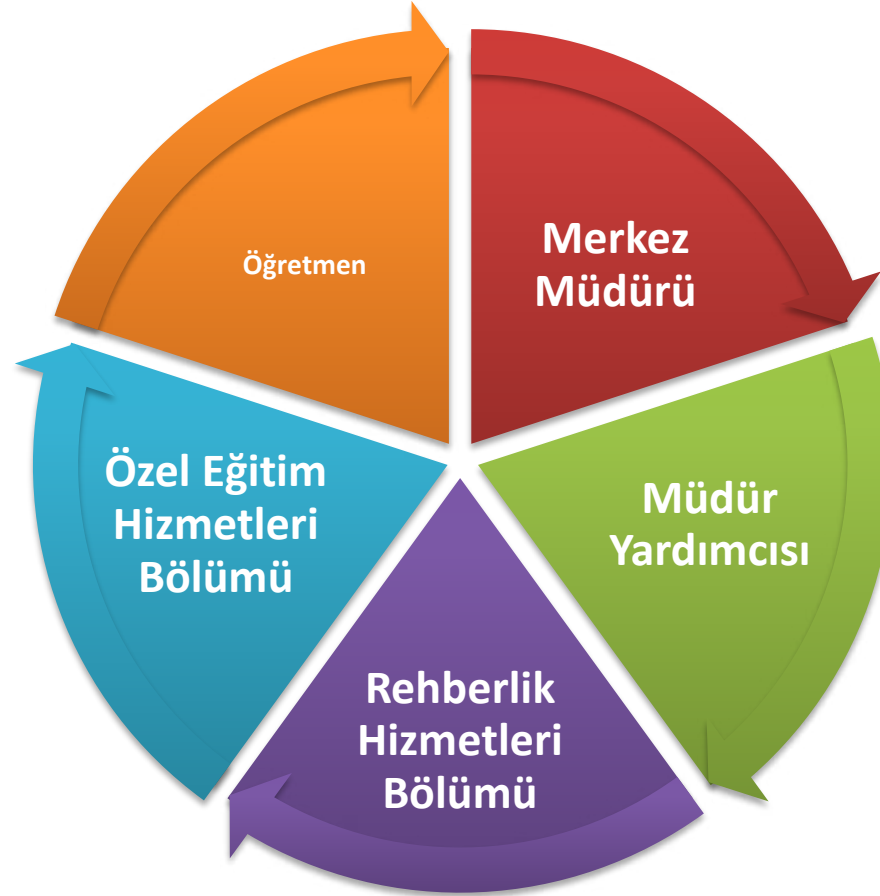 Merkez
Müdürü
Müdür
Yardımcısı
Rehberlik
Hizmetleri
Bölümü
Özel Eğitim
Hizmetleri
Bölümü
Öğretmen